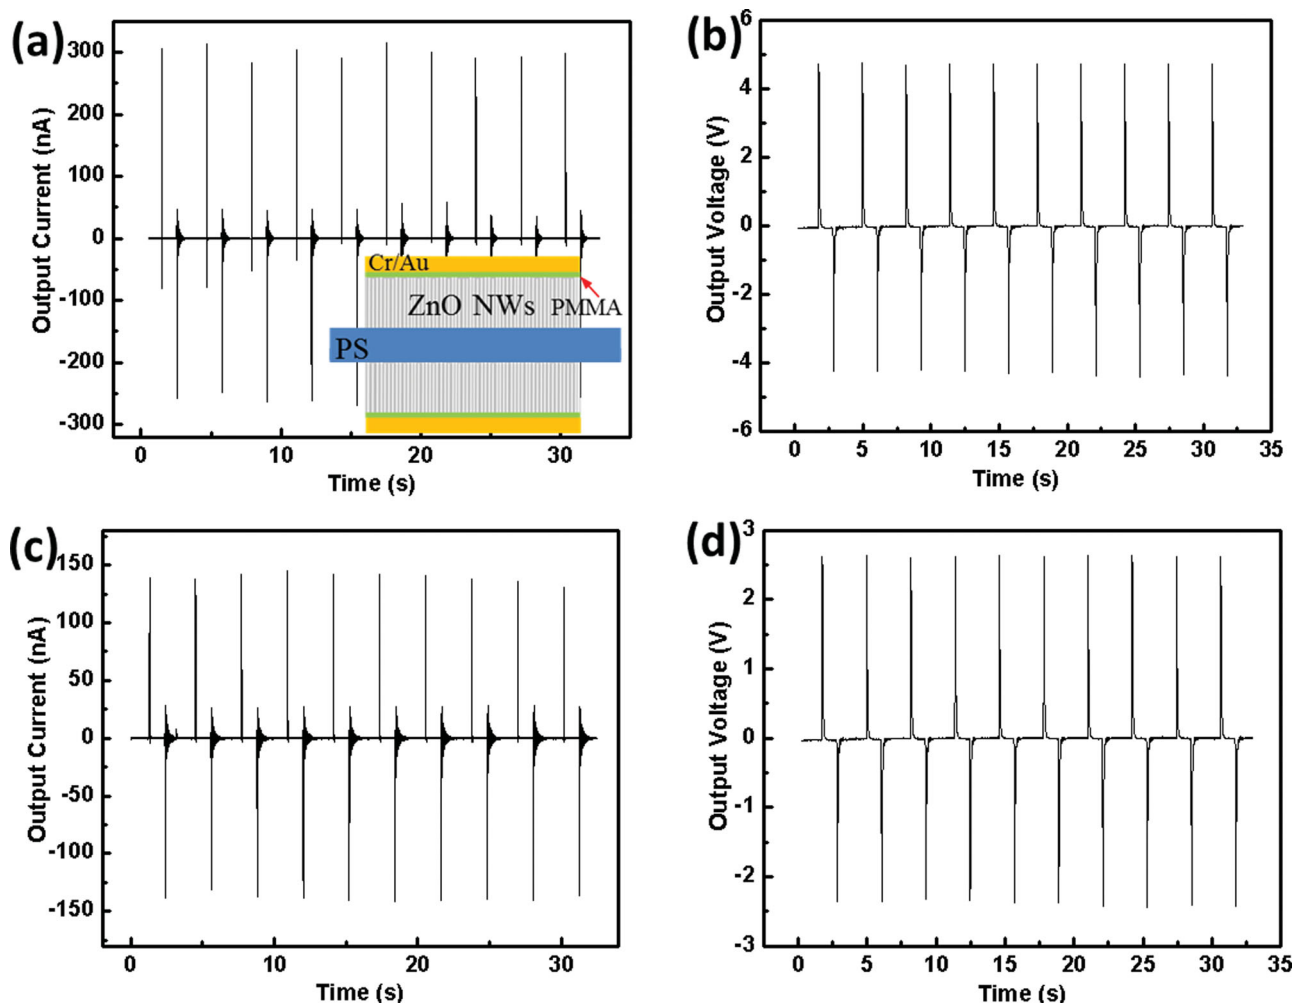 (a)
300
200
100
0
-100
-200
-300
Output Current (nA)
Cr/Au
ZnO NWs
PMMA
PS
0 10 20 30
Time (s)
(b)
6
4
2
0
-2
-4
-6
Output Voltage (V)
0 5 10 15 20 25 30 35
Time (s)
(c)
150
100
50
0
-50
-100
-150
Output Current (nA)
0 10 20 30
Time (s)
(d)
3
2
1
0
-1
-2
-3
Output Voltage (V)
0 5 10 15 20 25 30 35
Time (s)